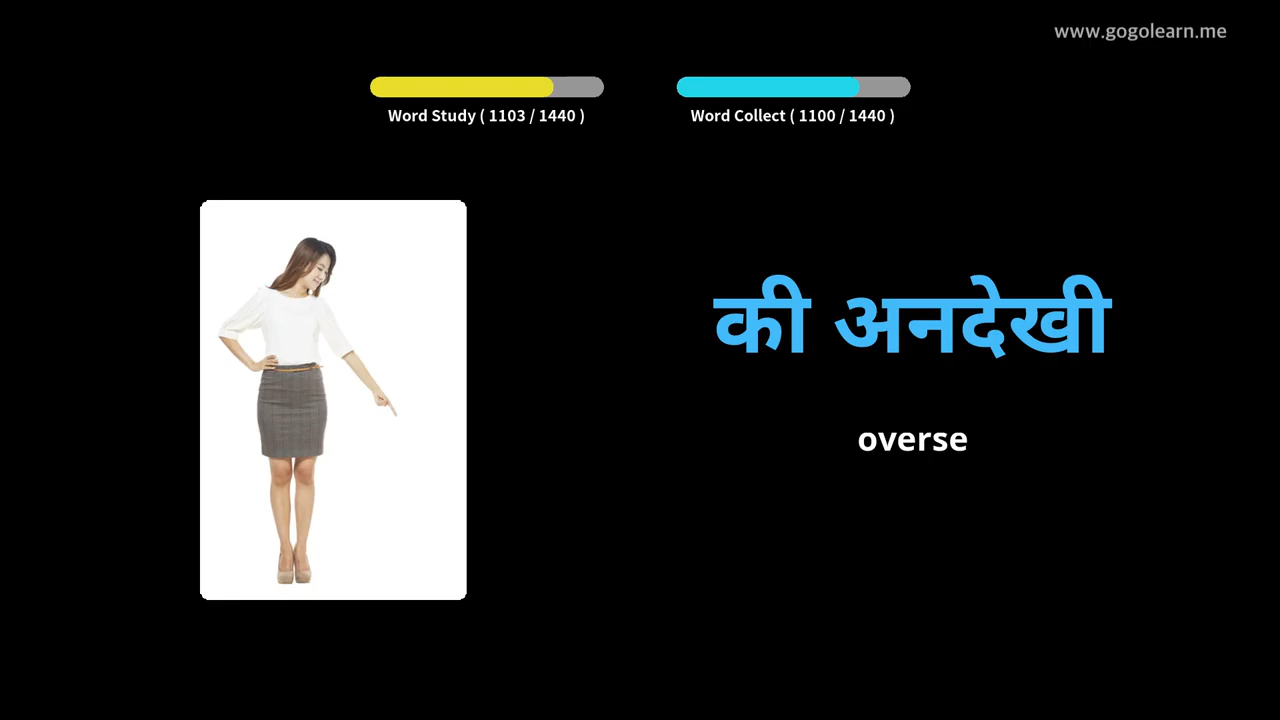 www.gogolearn.me
Word Study ( 1103 / 1440 )
Word Collect ( 1100 / 1440 )
की अनदेखी
overse